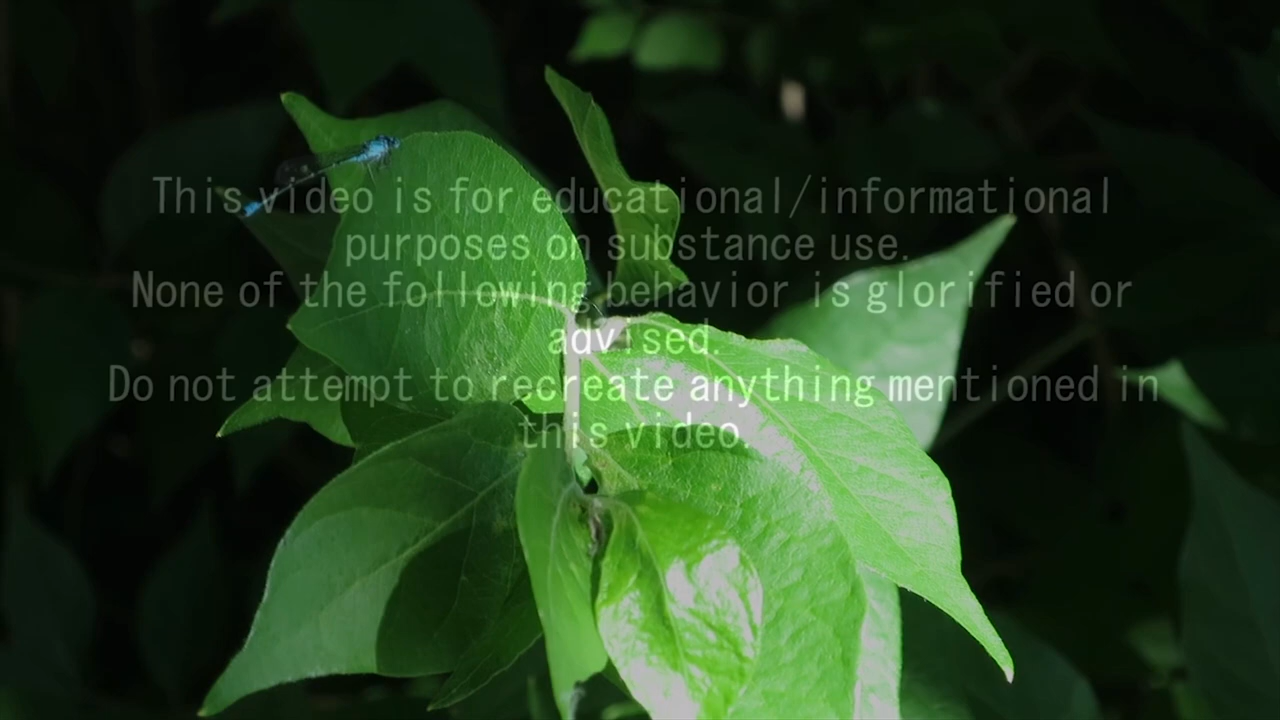 This video is for educational/informational
purposes on substance use.
None of the following behavior is glorified or
advised.
Do not attempt to recreate anything mentioned in
this video.